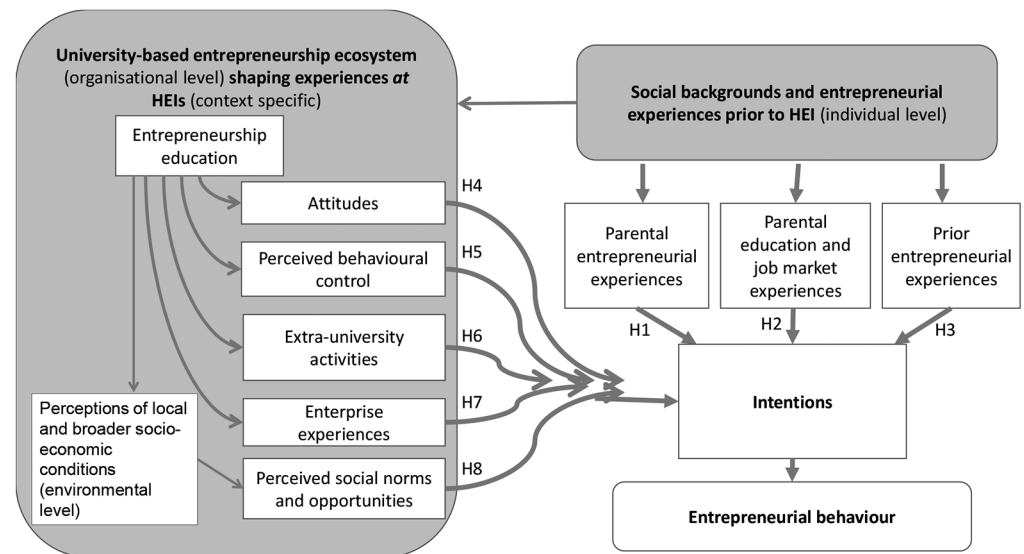 University-based entrepreneurship ecosystem
(organisational level) shaping experiences at
HEIs (context specific)
Entrepreneurship
education
Attitudes
Perceived behavioural
control
Extra-university
activities
Enterprise
experiences
Perceived social norms
and opportunities
Perceptions of local
and broader socio-
economic
conditions
(environmental
level)
H4
H5
H6
H7
H8
Social backgrounds and entrepreneurial
experiences prior to HEI (individual level)
Parental
entrepreneurial
experiences
Parental
education and
job market
experiences
Prior
entrepreneurial
experiences
H1
H2
H3
Intentions
Entrepreneurial behaviour